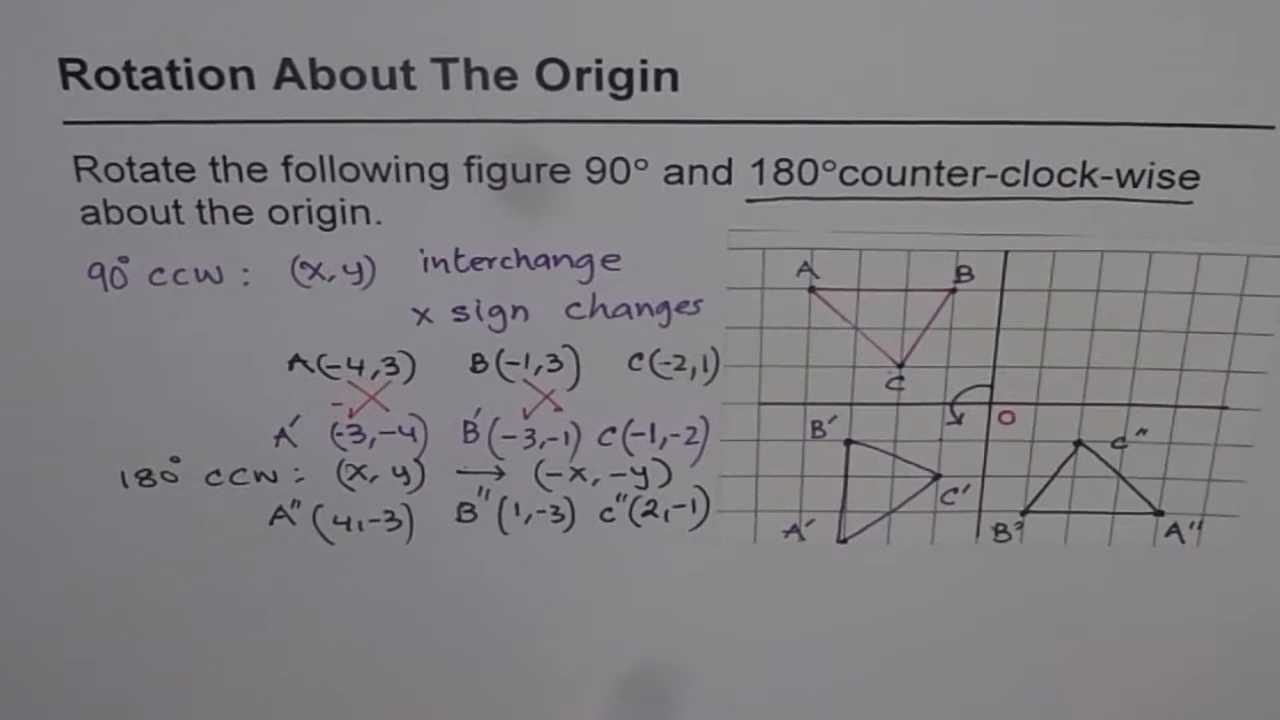 Rotation About The Origin
Rotate the following figure 90° and 180°counter-clock-wise
about the origin.
90° ccw : (x, y) interchange
x sign changes
A(-4,3) B(-1,3) C(-2,1)
-
A' (-3,-4) B'(-3,-1) C(-1,-2)
180° ccw : (x, y) → (-x, -y)
A" (4,-3) B" (1,-3) C"(2,-1)
A B
C
O
B' C"
C'
A' B" A"